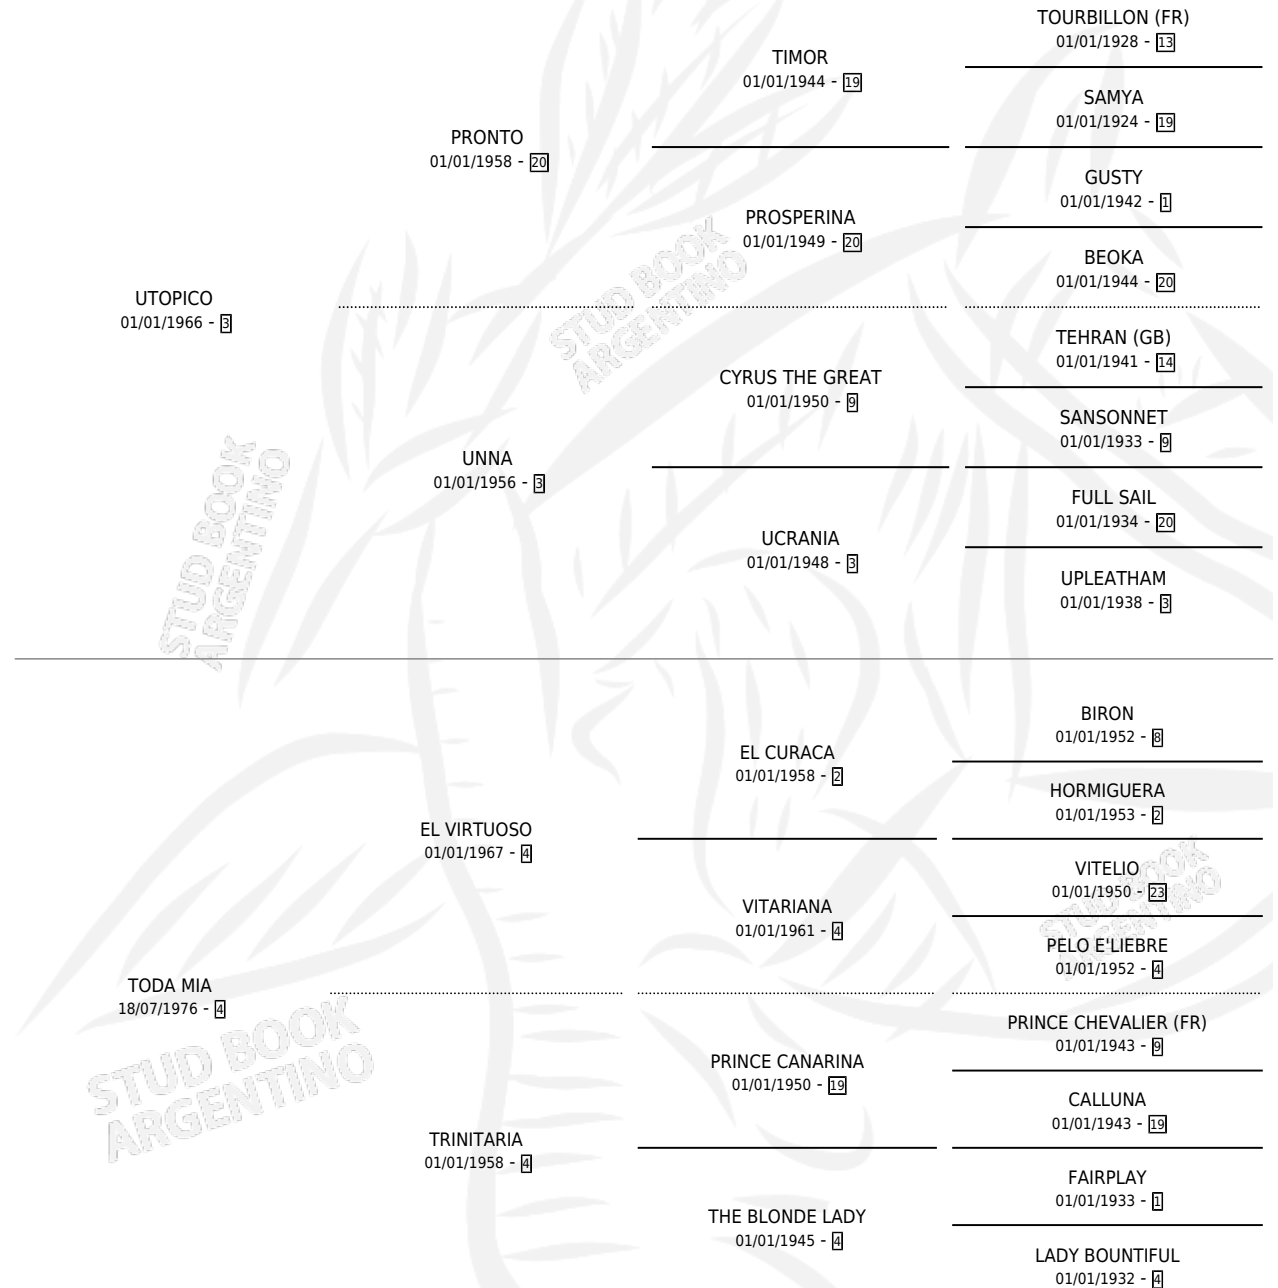 TOURBILLON (FR)
01/01/1928 - 13
TIMOR
01/01/1944 - 19
SAMYA
01/01/1924 - 19
PRONTO
01/01/1958 - 20
GUSTY
01/01/1942 - 1
PROSPERINA
01/01/1949 - 20
BEOKA
01/01/1944 - 20
UTOPICO
01/01/1966 - 3
TEHRAN (GB)
01/01/1941 - 14
CYRUS THE GREAT
01/01/1950 - 9
SANSONNET
01/01/1933 - 9
UNNA
01/01/1956 - 3
FULL SAIL
01/01/1934 - 20
UCRANIA
01/01/1948 - 3
UPLEATHAM
01/01/1938 - 3
STUD BOOK
ARGENTINO
STUD BOOK
ARGENTINO
BIRON
01/01/1952 - 8
EL CURACA
01/01/1958 - 2
HORMIGUERA
01/01/1953 - 2
EL VIRTUOSO
01/01/1967 - 4
VITELIO
01/01/1950 - 23
VITARIANA
01/01/1961 - 4
PELO E'LIEBRE
01/01/1952 - 4
TODA MIA
18/07/1976 - 4
PRINCE CHEVALIER (FR)
01/01/1943 - 9
PRINCE CANARINA
01/01/1950 - 19
CALLUNA
01/01/1943 - 19
TRINITARIA
01/01/1958 - 4
FAIRPLAY
01/01/1933 - 1
THE BLONDE LADY
01/01/1945 - 4
LADY BOUNTIFUL
01/01/1932 - 4
STUD BOOK
ARGENTINO
STUD BOOK
ARGENTINO